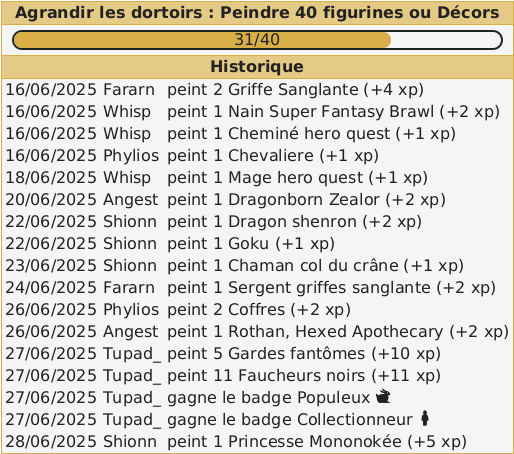 Agrandir les dortoirs : Peindre 40 figurines ou Décors
31/40
Historique
16/06/2025 Fararn peint 2 Griffe Sanglante (+4 xp)
16/06/2025 Whisp peint 1 Nain Super Fantasy Brawl (+2 xp)
16/06/2025 Whisp peint 1 Cheminé hero quest (+1 xp)
16/06/2025 Phylios peint 1 Chevaliere (+1 xp)
18/06/2025 Whisp peint 1 Mage hero quest (+1 xp)
20/06/2025 Angest peint 1 Dragonborn Zealor (+2 xp)
22/06/2025 Shionn peint 1 Dragon shenron (+2 xp)
22/06/2025 Shionn peint 1 Goku (+1 xp)
23/06/2025 Shionn peint 1 Chaman col du crâne (+1 xp)
24/06/2025 Fararn peint 1 Sergent griffes sanglante (+2 xp)
26/06/2025 Phylios peint 2 Coffres (+2 xp)
26/06/2025 Angest peint 1 Rothan, Hexed Apothecary (+2 xp)
27/06/2025 Tupad_ peint 5 Gardes fantômes (+10 xp)
27/06/2025 Tupad_ peint 11 Faucheurs noirs (+11 xp)
27/06/2025 Tupad_ gagne le badge Populeux
27/06/2025 Tupad_ gagne le badge Collectionneur
28/06/2025 Shionn peint 1 Princesse Mononokée (+5 xp)